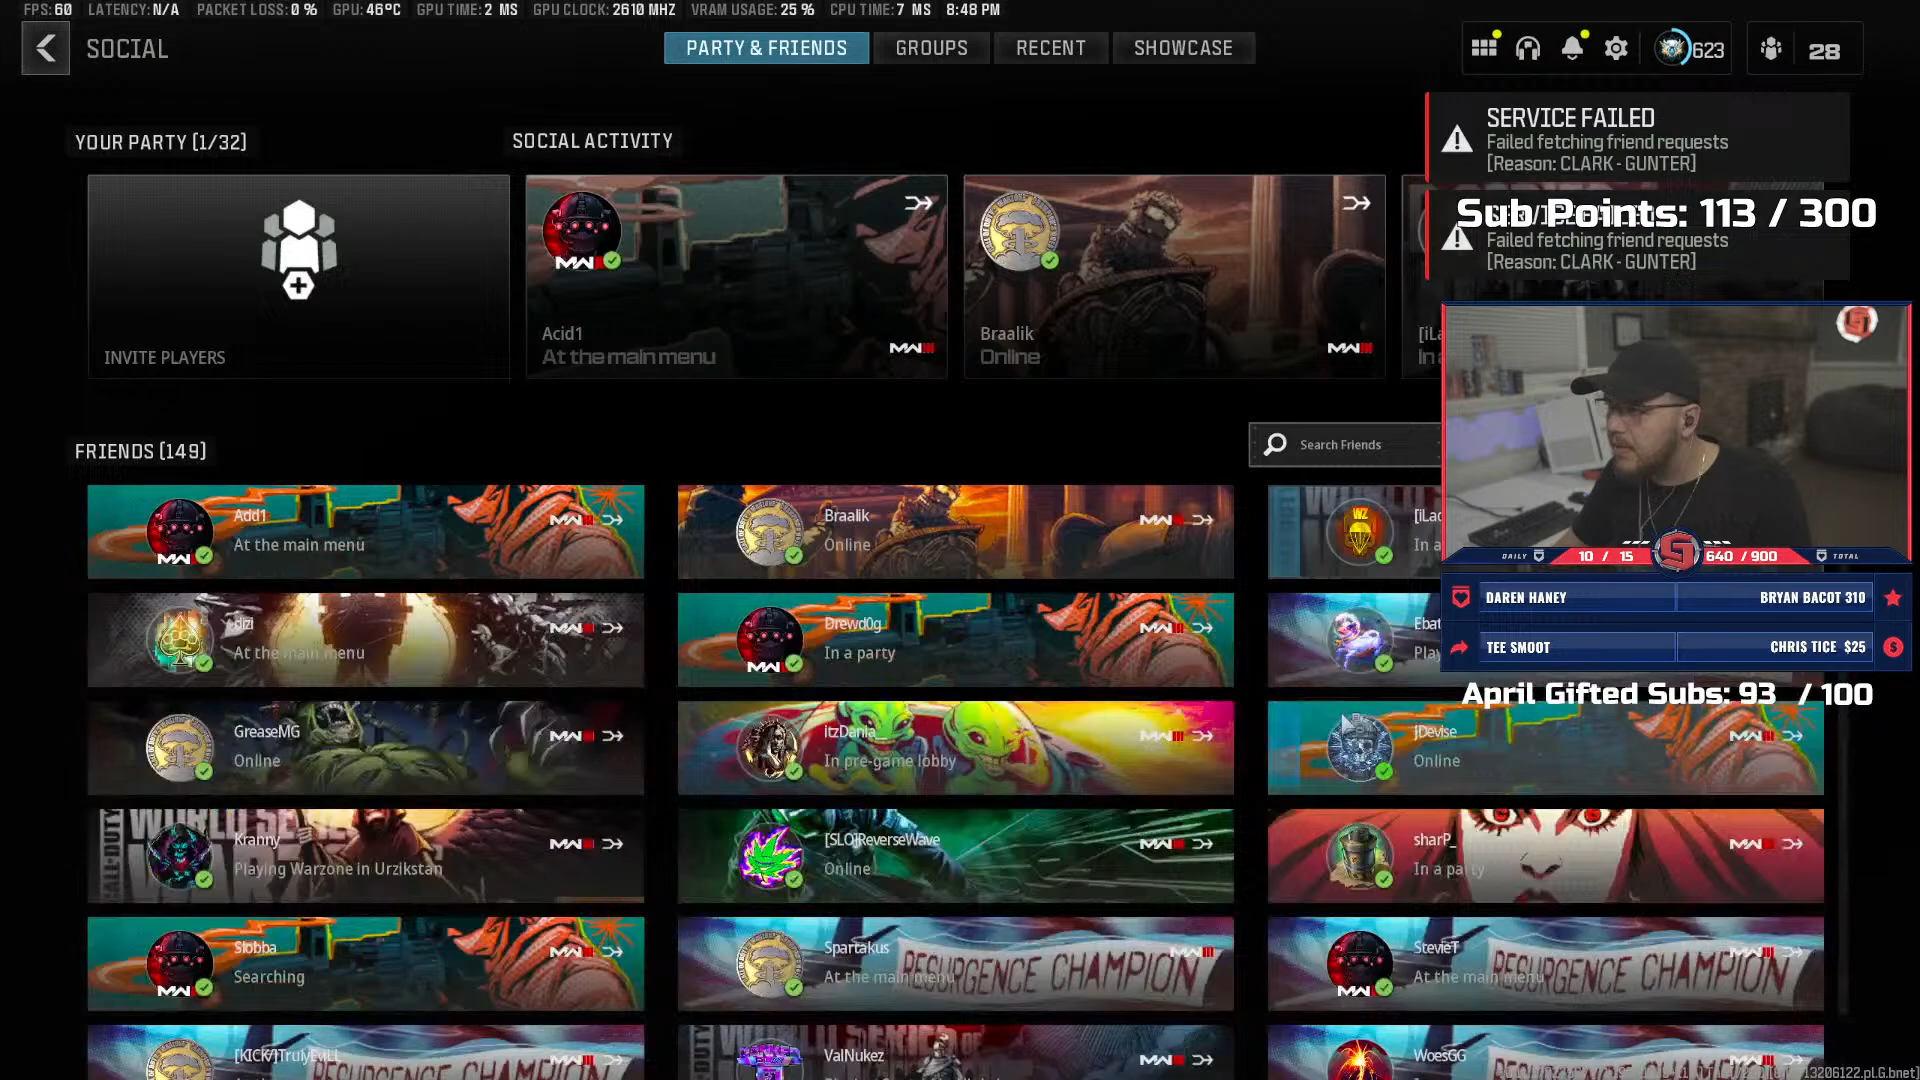 FPS: 60 LATENCY: N/A PACKET LOSS: 0 % GPU: 46ºC GPU TIME: 2 MS GPU CLOCK: 2610 MHZ VRAM USAGE: 25 % CPU TIME: 7 MS 8:48 PM
SOCIAL
PARTY & FRIENDS GROUPS RECENT SHOWCASE
623
28
YOUR PARTY [1/32]
SOCIAL ACTIVITY
SERVICE FAILED
Failed fetching friend requests
[Reason: CLARK - GUNTER]
Sub Points: 113 / 300
Failed fetching friend requests
[Reason: CLARK - GUNTER]
INVITE PLAYERS
Acid1
At the main menu
Braalik
Online
FRIENDS [149]
Search Friends
Add1
At the main menu
Braalik
Online
DAILY 10 / 15 640 / 900 TOTAL
DAREN HANEY BRYAN BACOT 310
TEE SMOOT CHRIS TICE $25
April Gifted Subs: 93 / 100
dizi
At the main menu
Drewd0g
In a party
GreaseMG
Online
ItzDania_
In pre-game lobby
jDevise
Online
Kranny
Playing Warzone in Urzikstan
[SLO]ReverseWave
Online
sharP_
In a party
Slobba
Searching
Spartakus
At the main menu
RESURGENCE CHAMPION
StevieT
At the main menu
RESURGENCE CHAMPION
[KICK/]TrulyEviLL
ValNukez
WoesGG